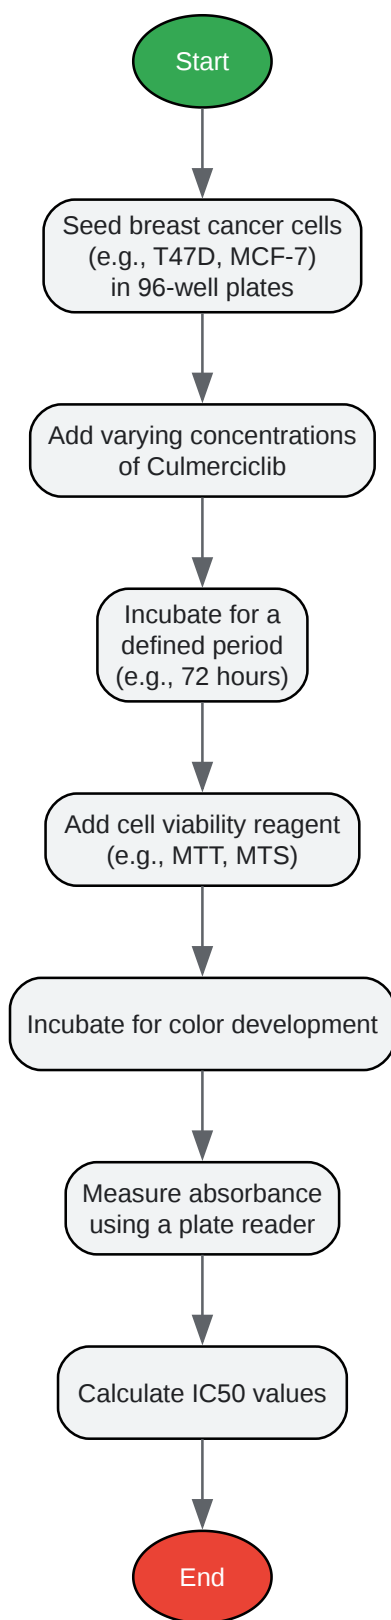 Start
Seed breast cancer cells
(e.g., T47D, MCF-7)
in 96-well plates
Add varying concentrations
of Culmerciclib
Incubate for a
defined period
(e.g., 72 hours)
Add cell viability reagent
(e.g., MTT, MTS)
Incubate for color development
Measure absorbance
using a plate reader
Calculate IC50 values
End